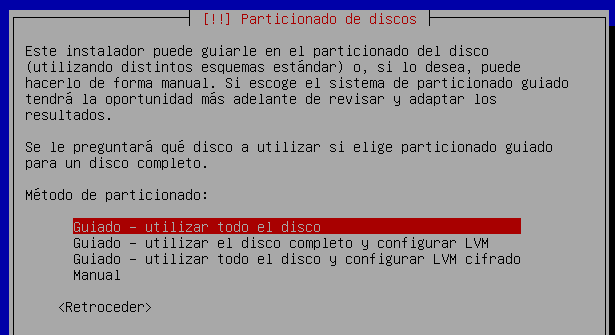 [!!] Particionado de discos
Este instalador puede guiarle en el particionado del disco
(utilizando distintos esquemas estándar) o, si lo desea, puede
hacerlo de forma manual. Si escoge el sistema de particionado guiado
tendrá la oportunidad más adelante de revisar y adaptar los
resultados.
Se le preguntará qué disco a utilizar si elige particionado guiado
para un disco completo.
Método de particionado:
Guiado - utilizar todo el disco
Guiado - utilizar el disco completo y configurar LVM
Guiado - utilizar todo el disco y configurar LVM cifrado
Manual
<Retroceder>